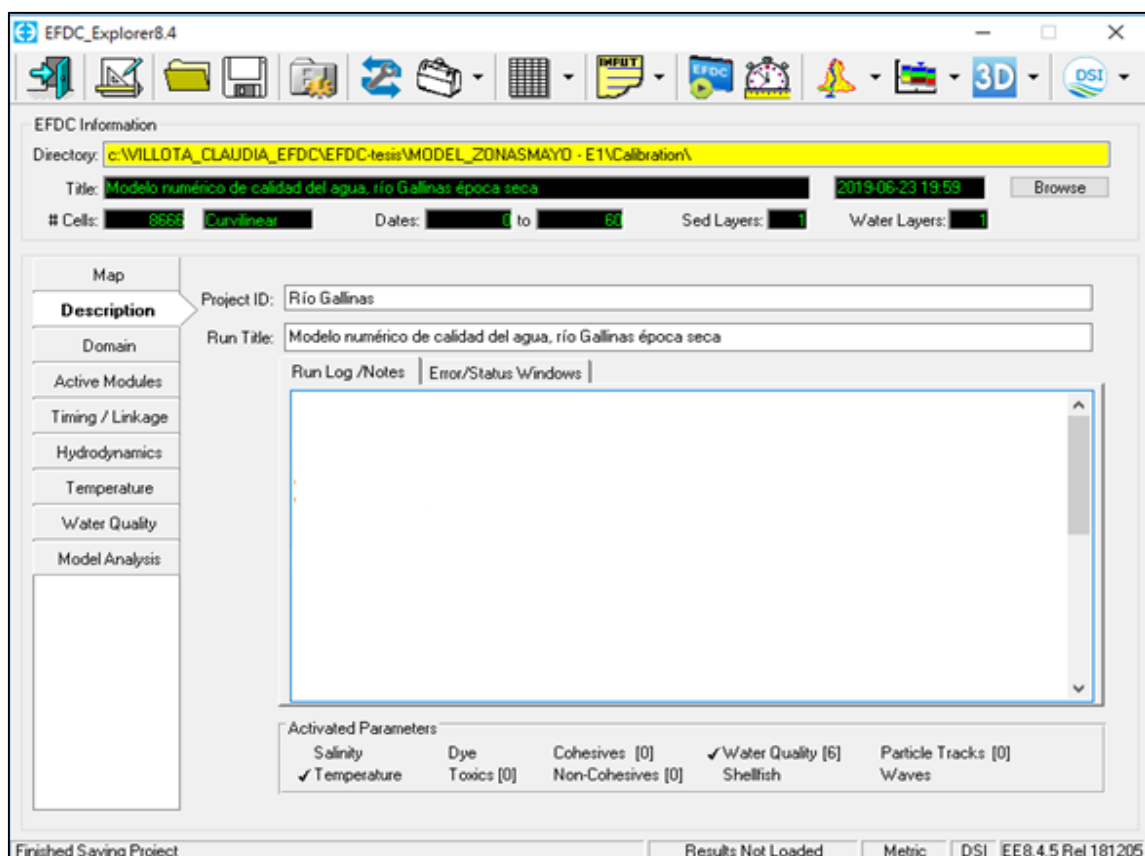 EFDC_Explorer8.4
INPUT
EFDC
3D
DSI
EFDC Information
Directory: c:\VILLOTA_CLAUDIA_EFDC\EFDC-tesis\MODEL_ZONASMAYO - E1\Calibration\
Title: Modelo numérico de calidad del agua, río Gallinas época seca 2019-06-23 19:59 Browse
# Cells: 8666 Curvilinear Dates: 0 to 60 Sed Layers: 1 Water Layers: 1
Map
Description
Domain
Active Modules
Timing / Linkage
Hydrodynamics
Temperature
Water Quality
Model Analysis
Project ID: Río Gallinas
Run Title: Modelo numérico de calidad del agua, río Gallinas época seca
Run Log /Notes Error/Status Windows
Activated Parameters
Salinity Dye Cohesives [0] ✓Water Quality [6] Particle Tracks [0]
✓Temperature Toxics [0] Non-Cohesives [0] Shellfish Waves
Finished Saving Project Results Not Loaded Metric DSI EE8.4.5 Rel 181205